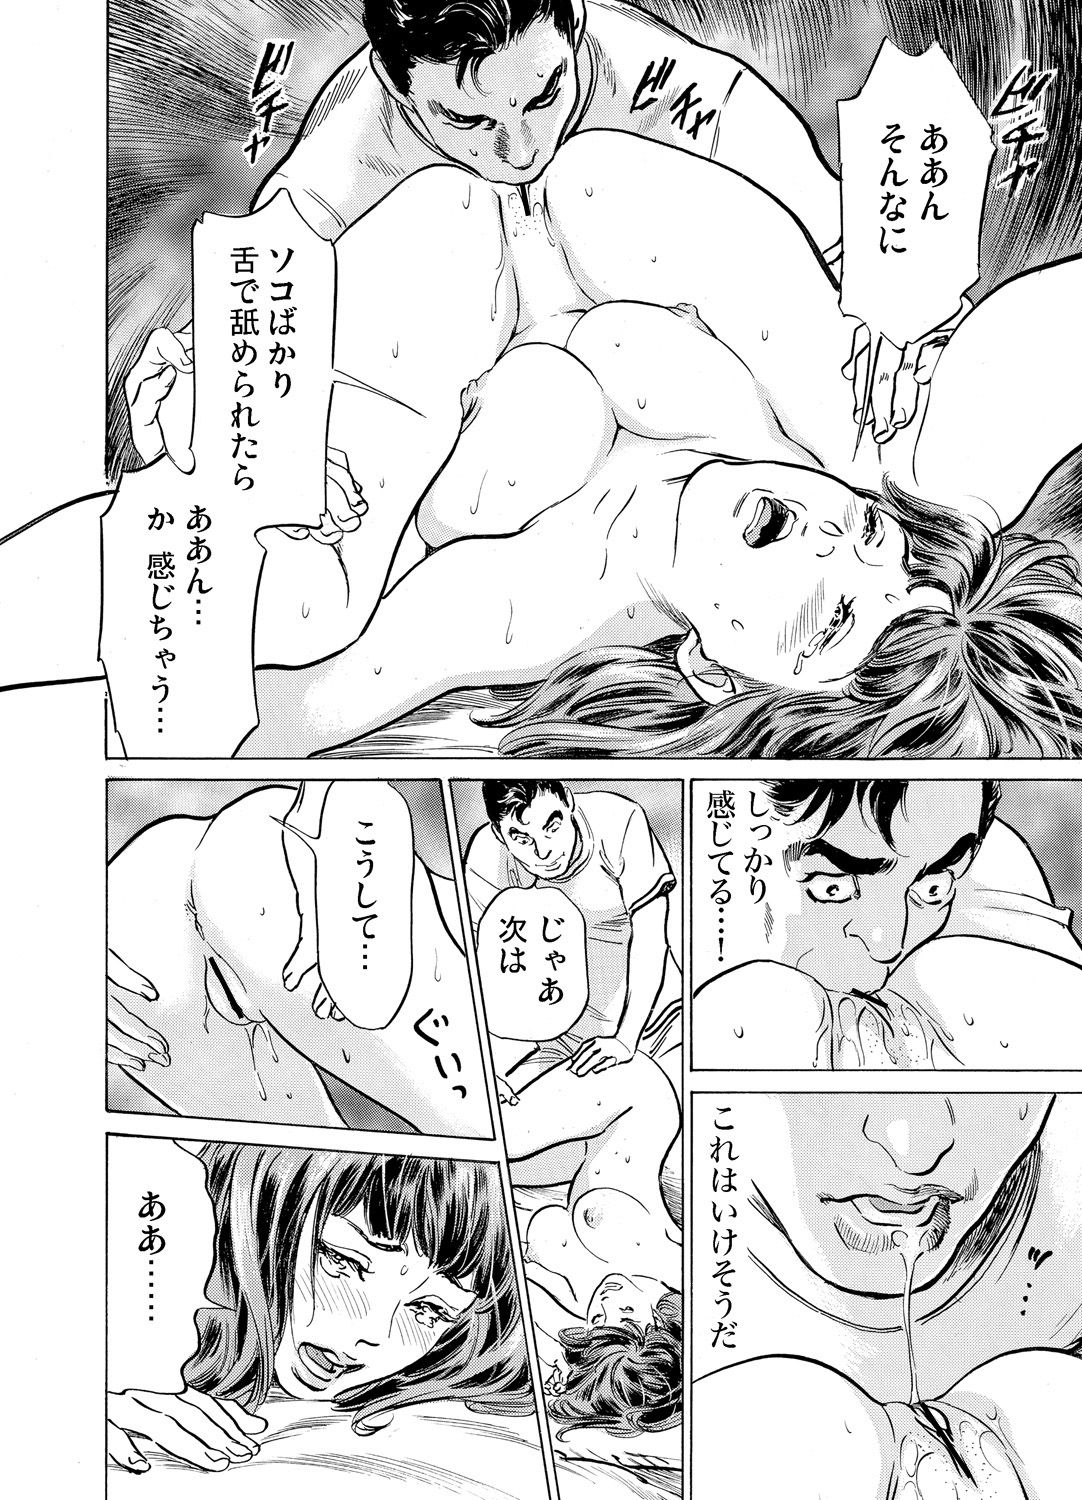 ああん
そんなに
ビチャ
ビチャ
ビチャ
ソコばかり
舌で舐められたら
ああん…
か 感じちゃう…
しっかり
感じてる…!
これはいけそうだ
ツ…
じゃあ
次は
こうして…
ぐいっ
ああ……